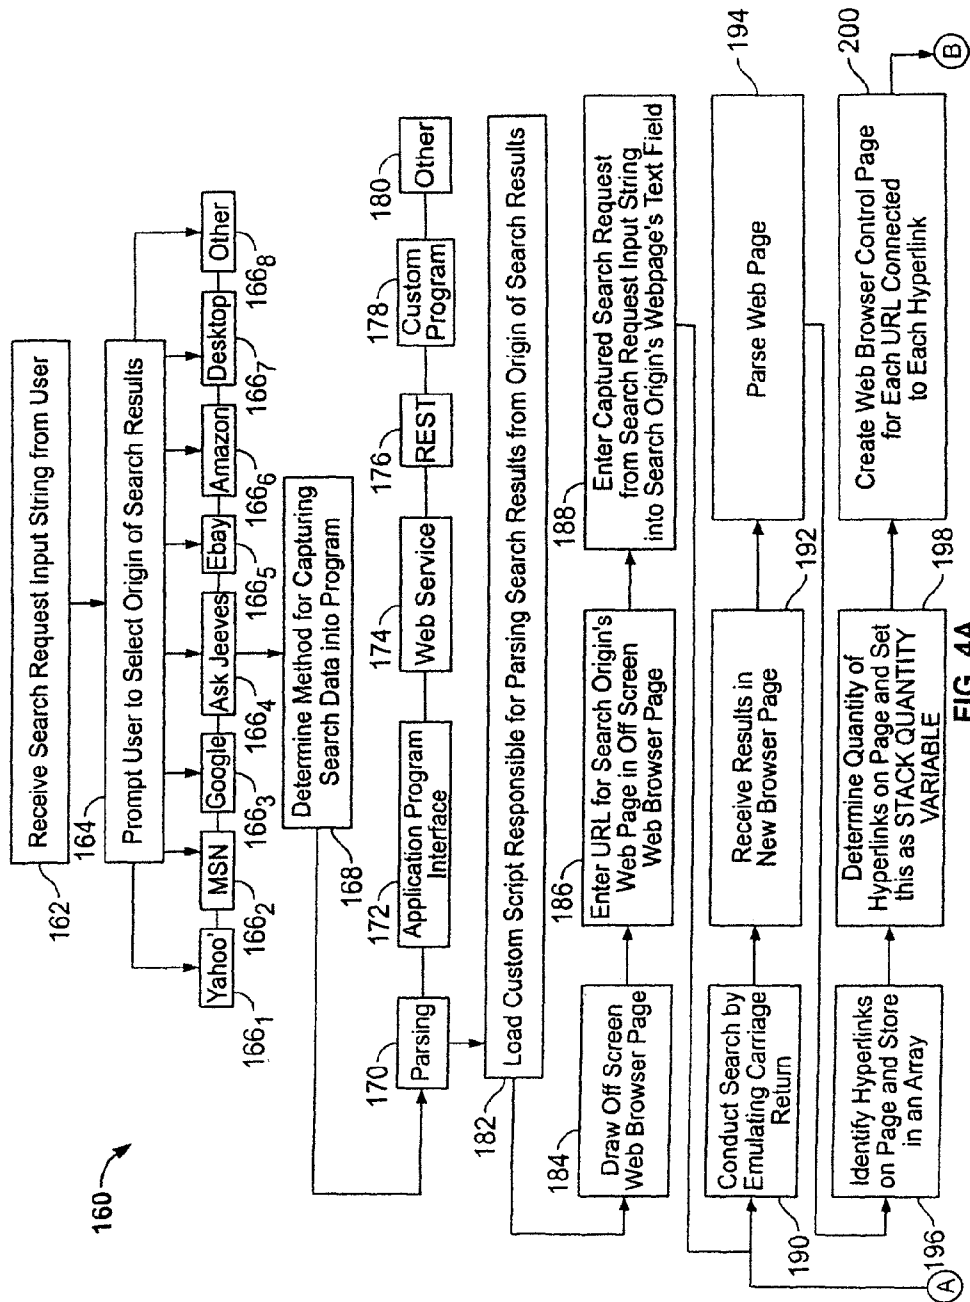 160
Receive Search Request Input String from User
162
164
Prompt User to Select Origin of Search Results
Yahoo'
MSN
Google
Ask Jeeves
Ebay
Amazon
Desktop
Other
166₁
166₂
166₃
166₄
166₅
166₆
166₇
166₈
Determine Method for Capturing
Search Data into Program
168
170
172
174
176
178
180
Parsing
Application Program
Interface
Web Service
REST
Custom
Program
Other
182
Load Custom Script Responsible for Parsing Search Results from Origin of Search Results
184
Draw Off Screen
Web Browser Page
186
Enter URL for Search Origin's
Web Page in Off Screen
Web Browser Page
188
Enter Captured Search Request
from Search Request Input String
into Search Origin's Webpage's Text Field
Conduct Search by
Emulating Carriage
Return
190
Receive Results in
New Browser Page
192
Parse Web Page
194
Identify Hyperlinks
on Page and Store
in an Array
196
Determine Quantity of
Hyperlinks on Page and Set
this as STACK QUANTITY
VARIABLE
198
Create Web Browser Control Page
for Each URL Connected
to Each Hyperlink
200
A
B
FIG. 4A